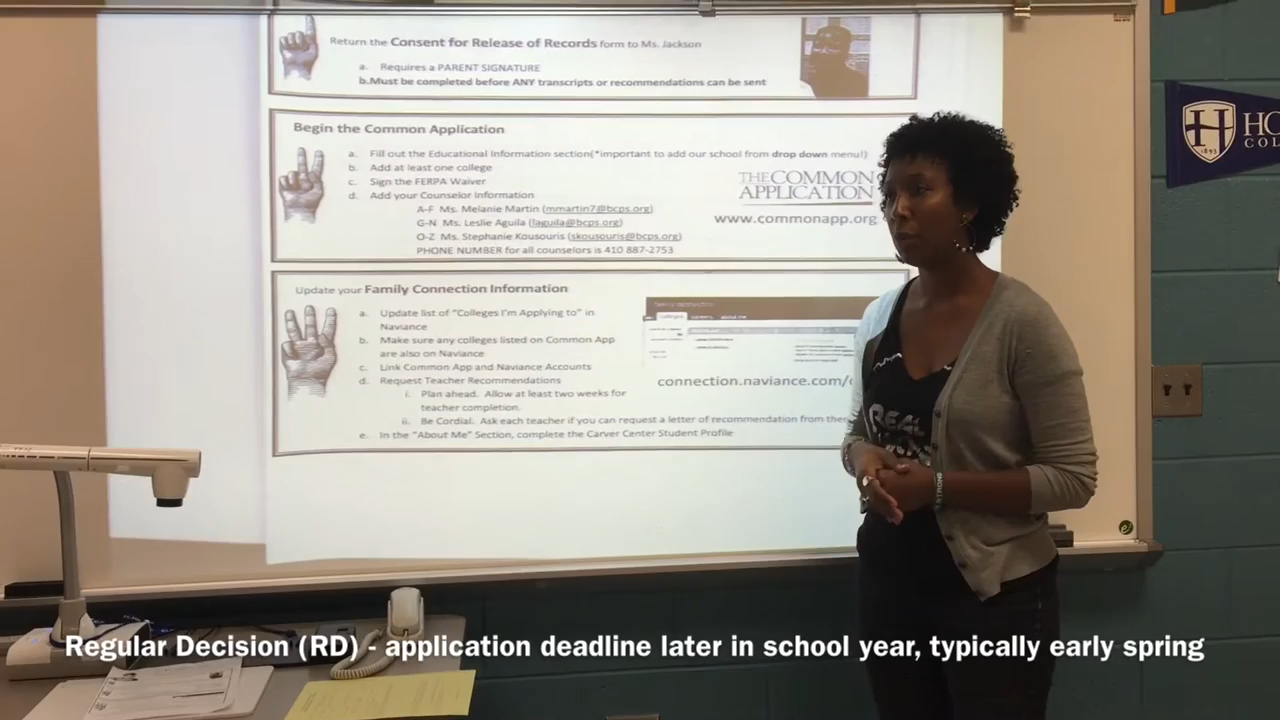 Return the Consent for Release of Records form to Ms. Jackson
a. Requires a PARENT SIGNATURE
b.Must be completed before ANY transcripts or recommendations can be sent
Begin the Common Application
a. Fill out the Educational Information section(*important to add our school from drop down menu!)
b. Add at least one college
c. Sign the FERPA Waiver
d. Add your Counselor Information
A-F Ms. Melanie Martin (mmartin7@bcps.org)
G-N Ms. Leslie Aguila (laguila@bcps.org)
O-Z Ms. Stephanie Kousouris (skousouris@bcps.org)
PHONE NUMBER for all counselors is 410 887-2753
THE COMMON
APPLICATION
www.commonapp.org
Update your Family Connection Information
a. Update list of "Colleges I'm Applying to" in
Naviance
b. Make sure any colleges listed on Common App
are also on Naviance
c. Link Common App and Naviance Accounts
d. Request Teacher Recommendations
i. Plan ahead. Allow at least two weeks for
teacher completion.
ii. Be Cordial. Ask each teacher if you can request a letter of recommendation from
e. In the "About Me" Section, complete the Carver Center Student Profile
colleges careers about me
connection.naviance.com/
H
1893
HO
COL
REAL
STRONG
Regular Decision (RD) - application deadline later in school year, typically early spring